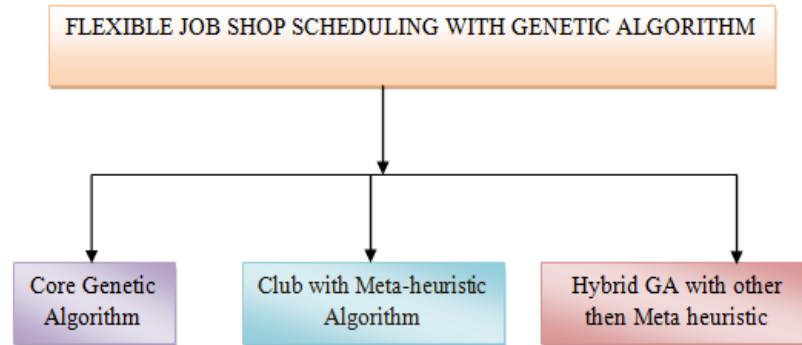 FLEXIBLE JOB SHOP SCHEDULING WITH GENETIC ALGORITHM
Core Genetic
Algorithm
Club with Meta-heuristic
Algorithm
Hybrid GA with other
then Meta heuristic